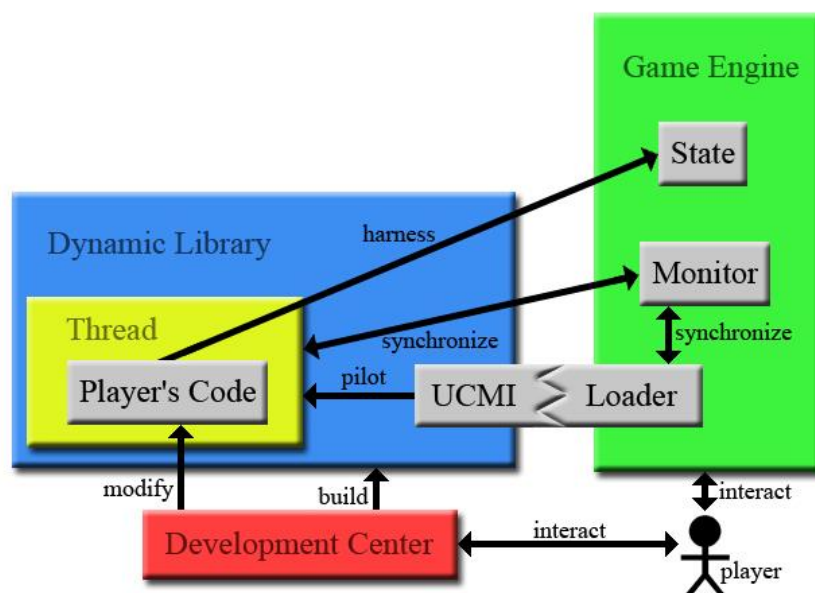 Game Engine
State
Dynamic Library
harness
Monitor
Thread
synchronize
synchronize
Player's Code
pilot
UCMI
Loader
modify
build
interact
Development Center
interact
player